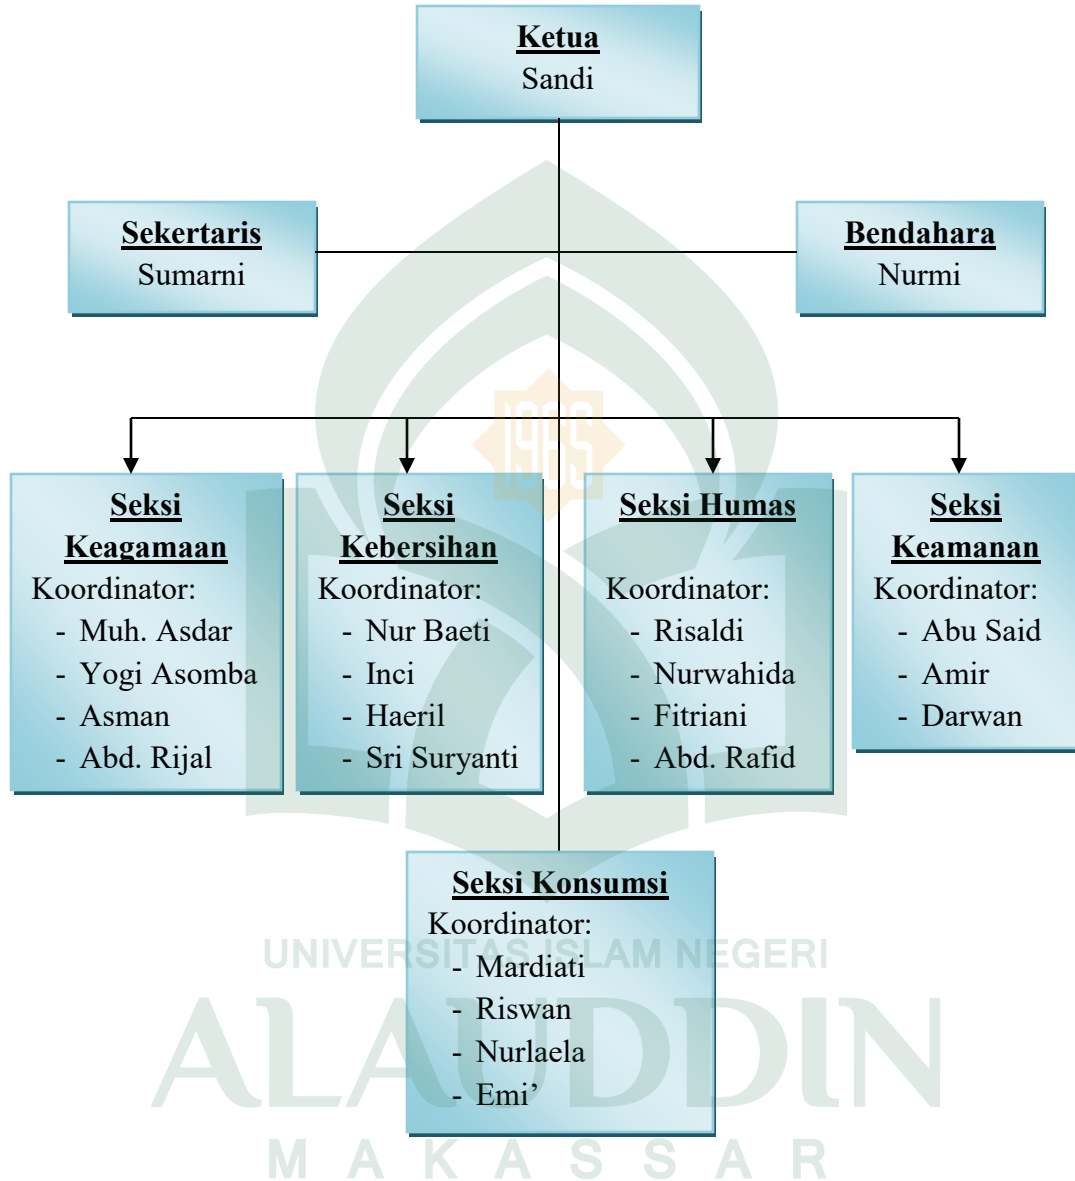 Ketua
Sandi
Sekertaris
Sumarni
Bendahara
Nurmi
Seksi
Keagamaan
Koordinator:
- Muh. Asdar
- Yogi Asomba
- Asman
- Abd. Rijal
Seksi
Kebersihan
Koordinator:
- Nur Baeti
- Inci
- Haeril
- Sri Suryanti
Seksi Humas
Koordinator:
- Risaldi
- Nurwahida
- Fitriani
- Abd. Rafid
Seksi
Keamanan
Koordinator:
- Abu Said
- Amir
- Darwan
Seksi Konsumsi
Koordinator:
- Mardiati
- Riswan
- Nurlaela
- Emi’
1965
UNIVERSITAS ISLAM NEGERI
ALAUDDIN
MAKASSAR